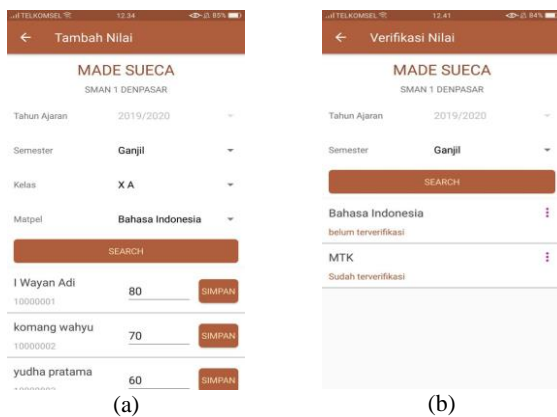 TELKOMSEL 12.34 85%
Tambah Nilai
MADE SUECA
SMAN 1 DENPASAR
Tahun Ajaran 2019/2020
Semester Ganjil
Kelas X A
Matpel Bahasa Indonesia
SEARCH
I Wayan Adi
10000001
80 SIMPAN
komang wahyu
10000002
70 SIMPAN
yudha pratama
60 SIMPAN
(a)
TELKOMSEL 12.41 84%
Verifikasi Nilai
MADE SUECA
SMAN 1 DENPASAR
Tahun Ajaran 2019/2020
Semester Ganjil
SEARCH
Bahasa Indonesia
belum terverifikasi
MTK
Sudah terverifikasi
(b)